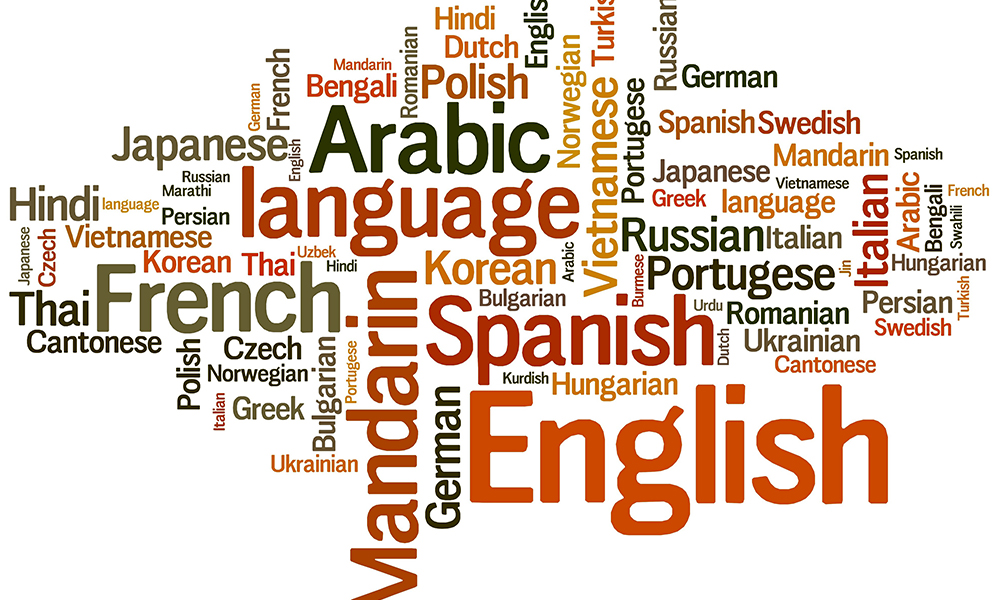 Hindi
English
Turkis
Russian
Dutch
Romanian
Mandarin
Bengali
Polish
Norwegian
German
French
German
Vietnamese
Portugese
Spanish
Swedish
Japanese
English
Arabic
Mandarin
Spanish
Russian
Marathi
language
Japanese
Vietnamese
Greek
language
Italian
Arabic
Bengali
French
Swahili
Hindi
language
Persian
Vietnamese
Russian
Italian
Japanese
Czech
Korean
Thai
Uzbek
Hindi
Korean
Arabic
Burmese
Portugese
Jin
Hungarian
Thai
French
Mandarin
Bulgarian
Spanish
Urdu
Romanian
Persian
Turkish
Swedish
Cantonese
Polish
Czech
Norwegian
Bulgarian
Portugese
Dutch
Ukrainian
Cantonese
Kurdish
Hungarian
Italian
Greek
German
English
Ukrainian